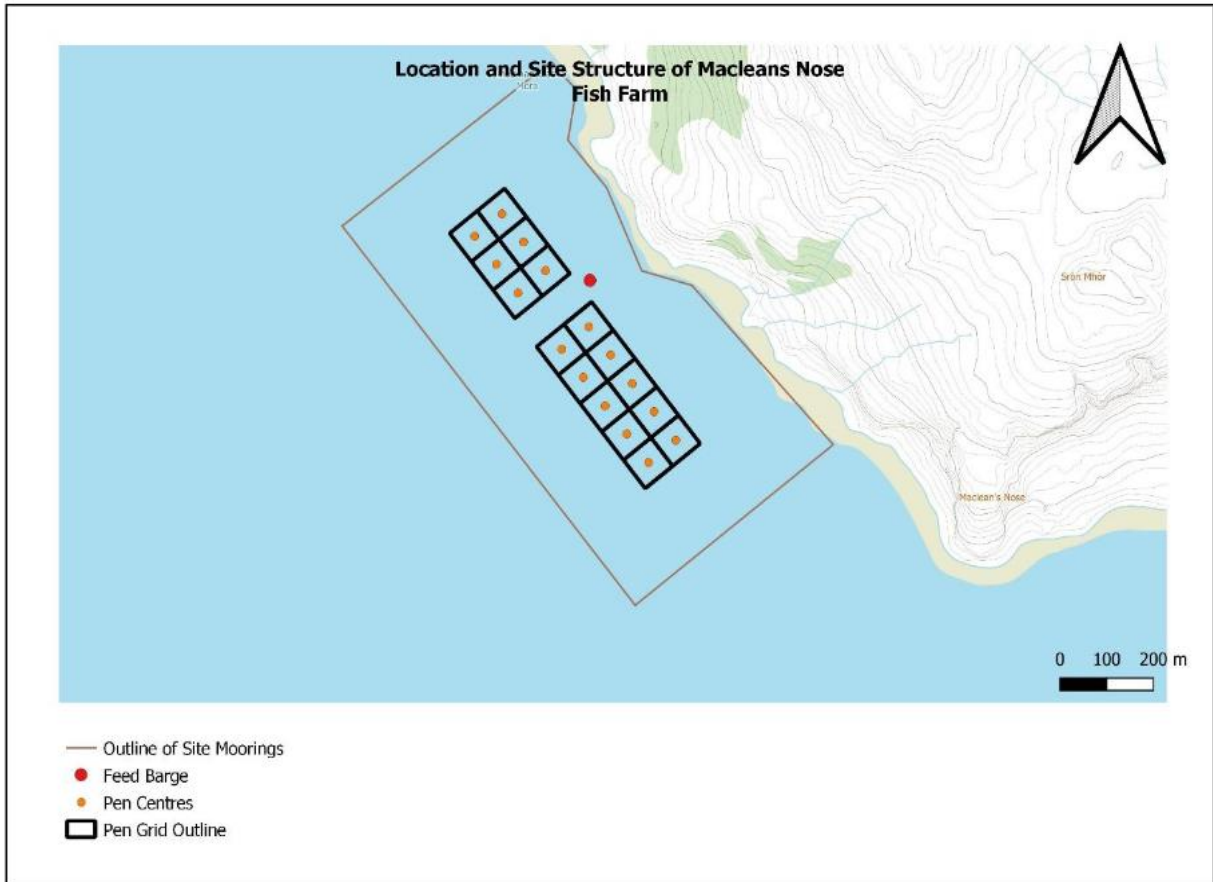 Location and Site Structure of Macleans Nose
Fish Farm
Sròn Mhòr
Maclean's Nose
0 100 200 m
Outline of Site Moorings
Feed Barge
Pen Centres
Pen Grid Outline